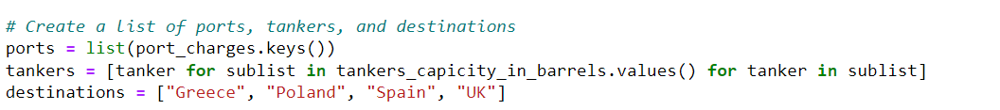 # Create a list of ports, tankers, and destinations
ports = list(port_charges.keys())
tankers = [tanker for sublist in tankers_capicity_in_barrels.values() for tanker in sublist]
destinations = ["Greece", "Poland", "Spain", "UK"]